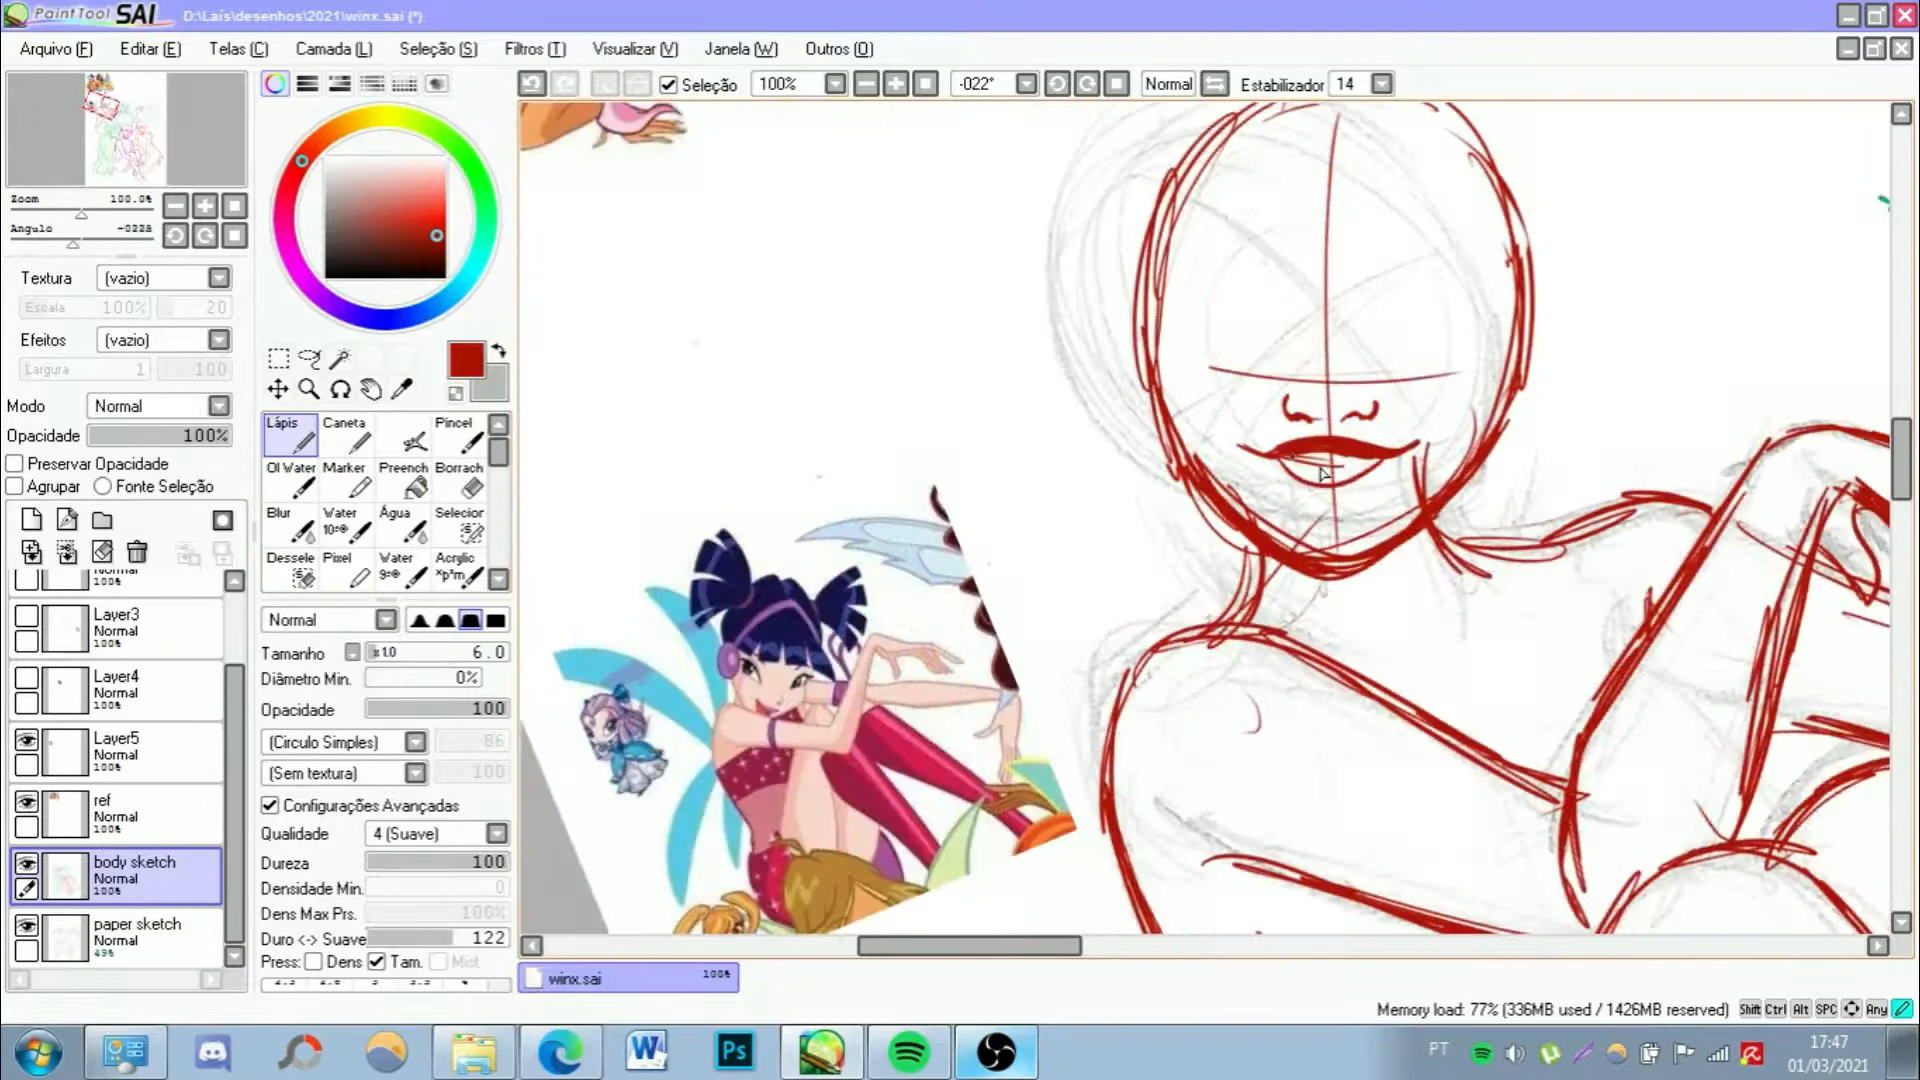 PaintTool SAI D:\Laís\desenhos\2021\winx.sai (*)
Arquivo (F) Editar (E) Telas (C) Camada (L) Seleção (S) Filtros (T) Visualizar (V) Janela (W) Outros (O)
Seleção 100% -022° Normal Estabilizador 14
Zoom 100.0%
Angulo -022B
Textura (vazio)
Escala 100% 20
Efeitos (vazio)
Largura 1 100
Modo Normal
Opacidade 100%
Preservar Opacidade
Agrupar Fonte Seleção
Normal
100%
Layer3
Normal
100%
Layer4
Normal
100%
Layer5
Normal
100%
ref
Normal
100%
body sketch
Normal
100%
paper sketch
Normal
49%
Lápis Caneta Pincel
Ol Water Marker Preench Borrach
Blur Water Água Selecior
Dessele Pixel Water Acrylic
Normal
Tamanho x1.0 6.0
Diâmetro Min. 0%
Opacidade 100
(Circulo Simples) 86
(Sem textura) 100
Configurações Avançadas
Qualidade 4 (Suave)
Dureza 100
Densidade Min. 0
Dens Max Prs. 100%
Duro <-> Suave 122
Press: Dens Tam. Mist
winx.sai 100%
Memory load: 77% (336MB used / 1426MB reserved) Shift Ctrl Alt SPC Any
W Ps PT 17:47
01/03/2021